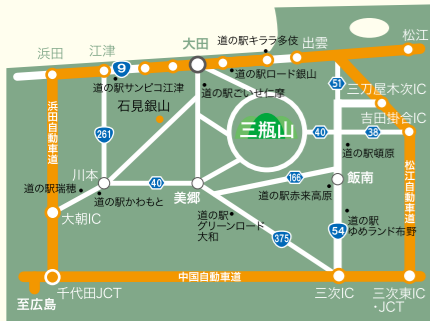 浜田
江津
9
大田
道の駅キララ多伎
出雲
松江
道の駅ロード銀山
道の駅サンピコ江津
道の駅ごいせ仁摩
51
三刀屋木次IC
石見銀山
吉田掛合IC
浜田自動車道
261
三瓶山
40
38
道の駅頓原
川本
166
飯南
松江自動車道
道の駅瑞穂
40
道の駅かわもと
美郷
道の駅赤来高原
大朝IC
道の駅
グリーンロード
大和
道の駅
ゆめランド布野
375
54
中国自動車道
千代田JCT
三次IC
三次東IC
・JCT
至広島